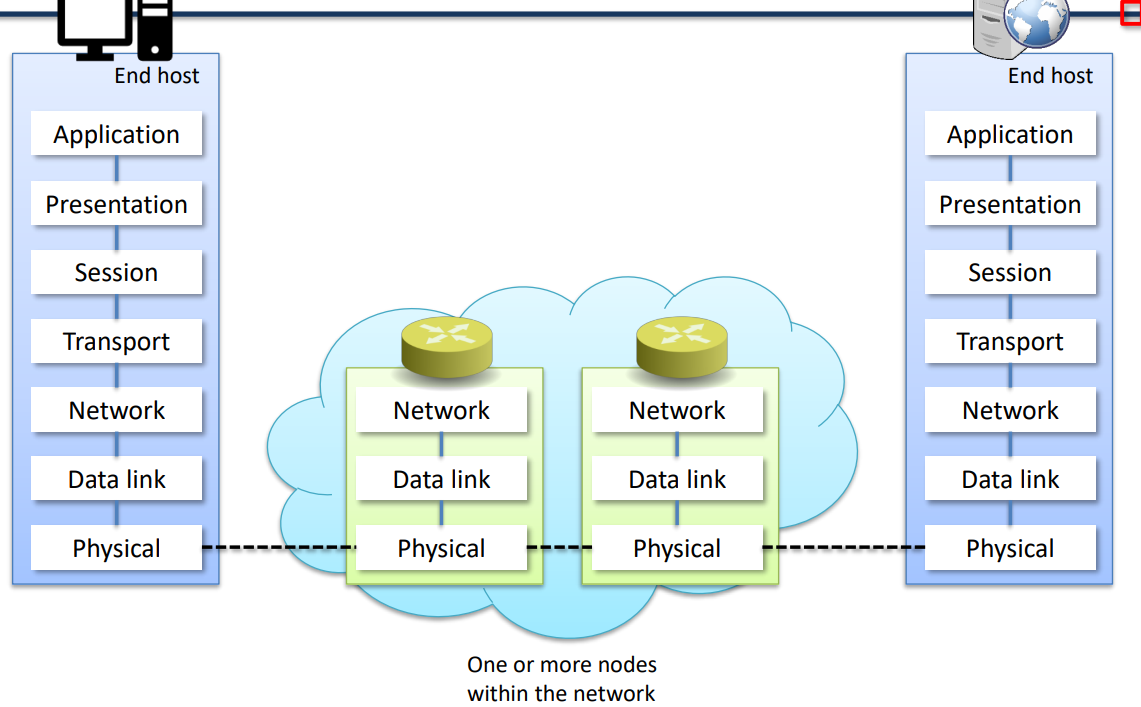 End host
Application
Presentation
Session
Transport
Network
Data link
Physical
Network
Data link
Physical
Network
Data link
Physical
End host
Application
Presentation
Session
Transport
Network
Data link
Physical
One or more nodes
within the network